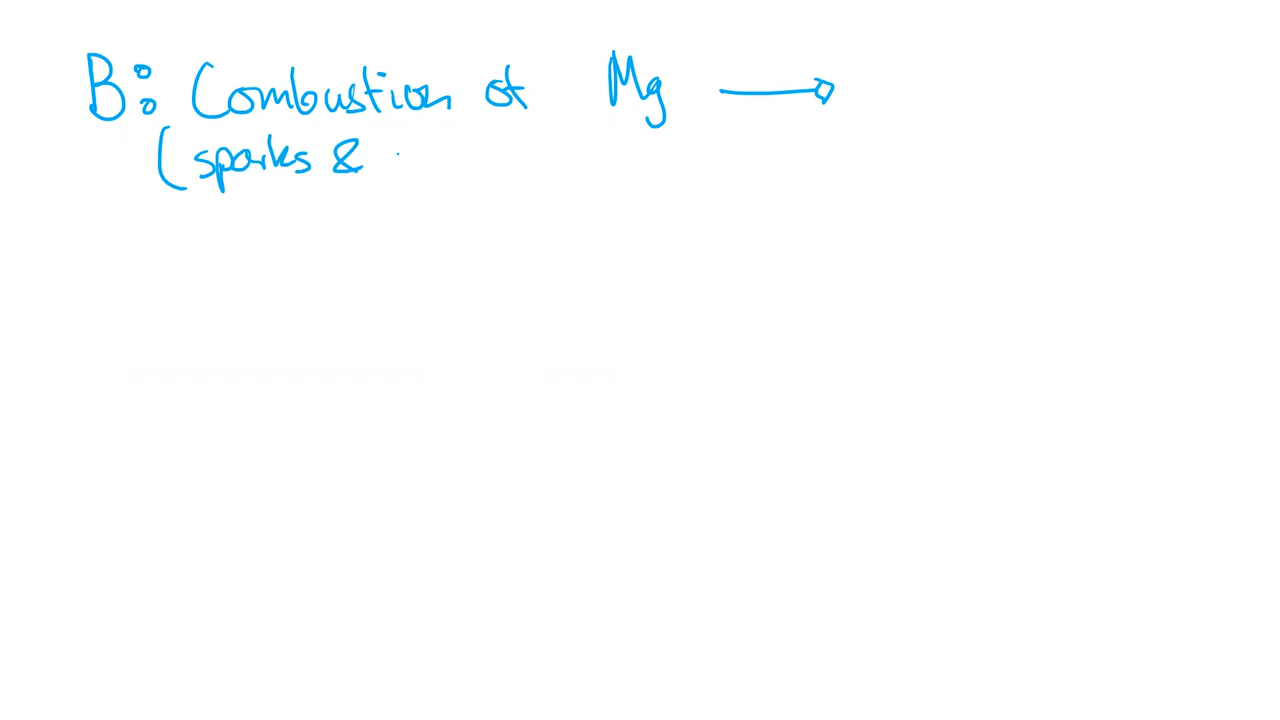 B: Combustion of Mg →
(sparks &